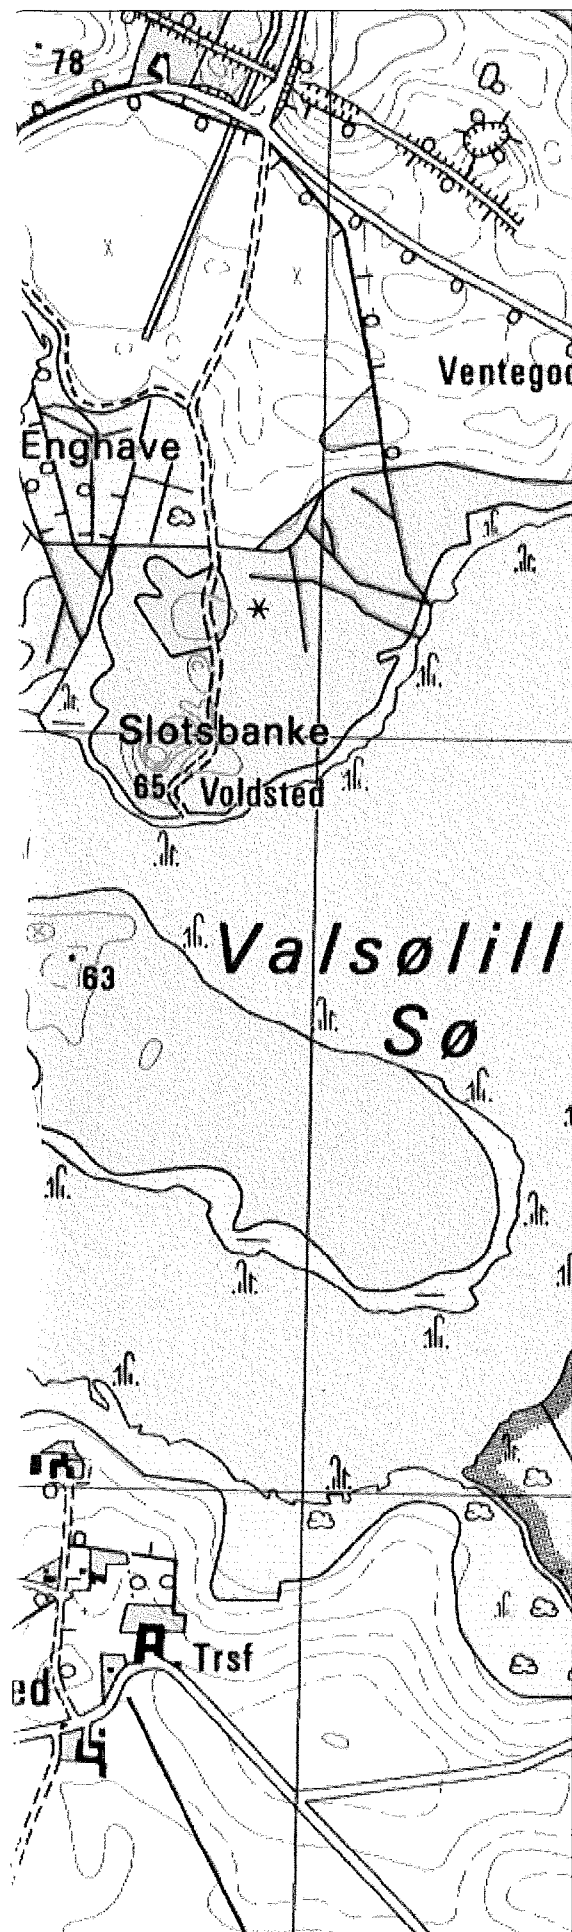 78
Ventegod
Enghave
Slotsbanke
65 Voldsted
Valsølill
Sø
63
Trsf
ed